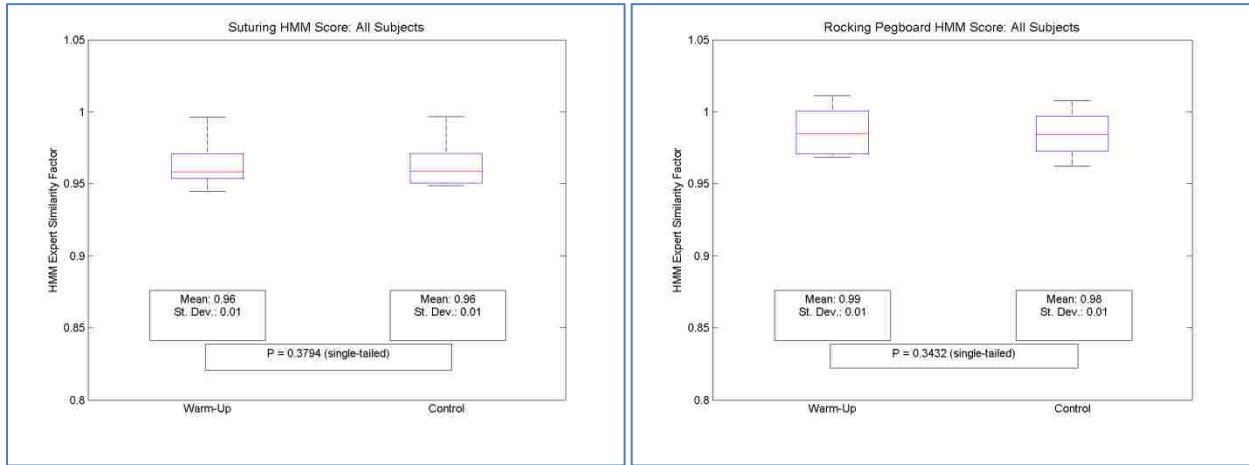 Suturing HMM Score: All Subjects
1.05
1
0.95
0.9
0.85
0.8
HMM Expert Similarity Factor
Mean: 0.96
St. Dev.: 0.01
Mean: 0.96
St. Dev.: 0.01
P = 0.3794 (single-tailed)
Warm-Up
Control
Rocking Pegboard HMM Score: All Subjects
1.05
1
0.95
0.9
0.85
0.8
HMM Expert Similarity Factor
Mean: 0.99
St. Dev.: 0.01
Mean: 0.98
St. Dev.: 0.01
P = 0.3432 (single-tailed)
Warm-Up
Control